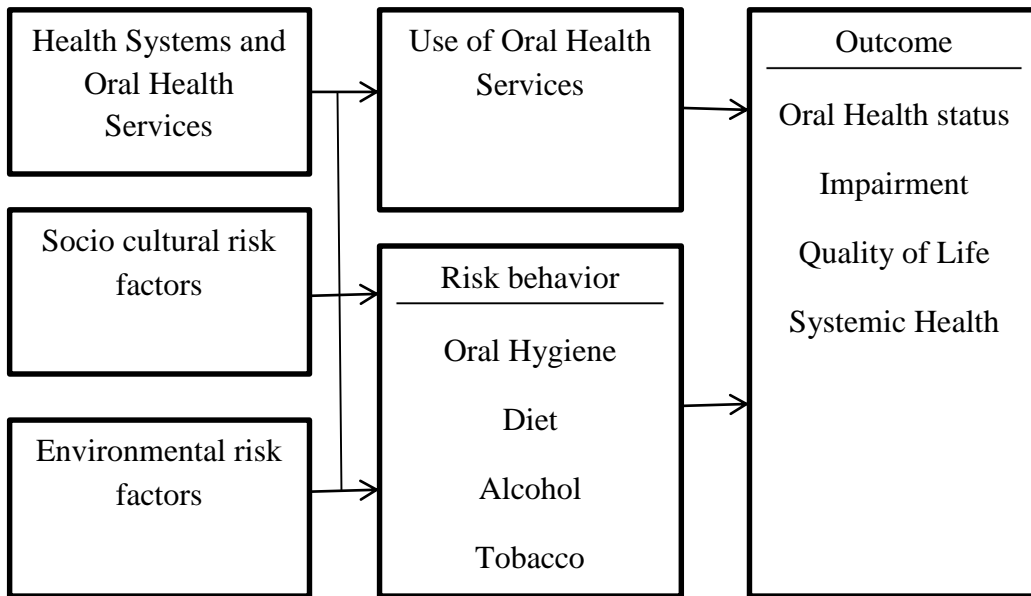 Health Systems and
Oral Health
Services
Socio cultural risk
factors
Environmental risk
factors
Use of Oral Health
Services
Risk behavior
Oral Hygiene
Diet
Alcohol
Tobacco
Outcome
Oral Health status
Impairment
Quality of Life
Systemic Health